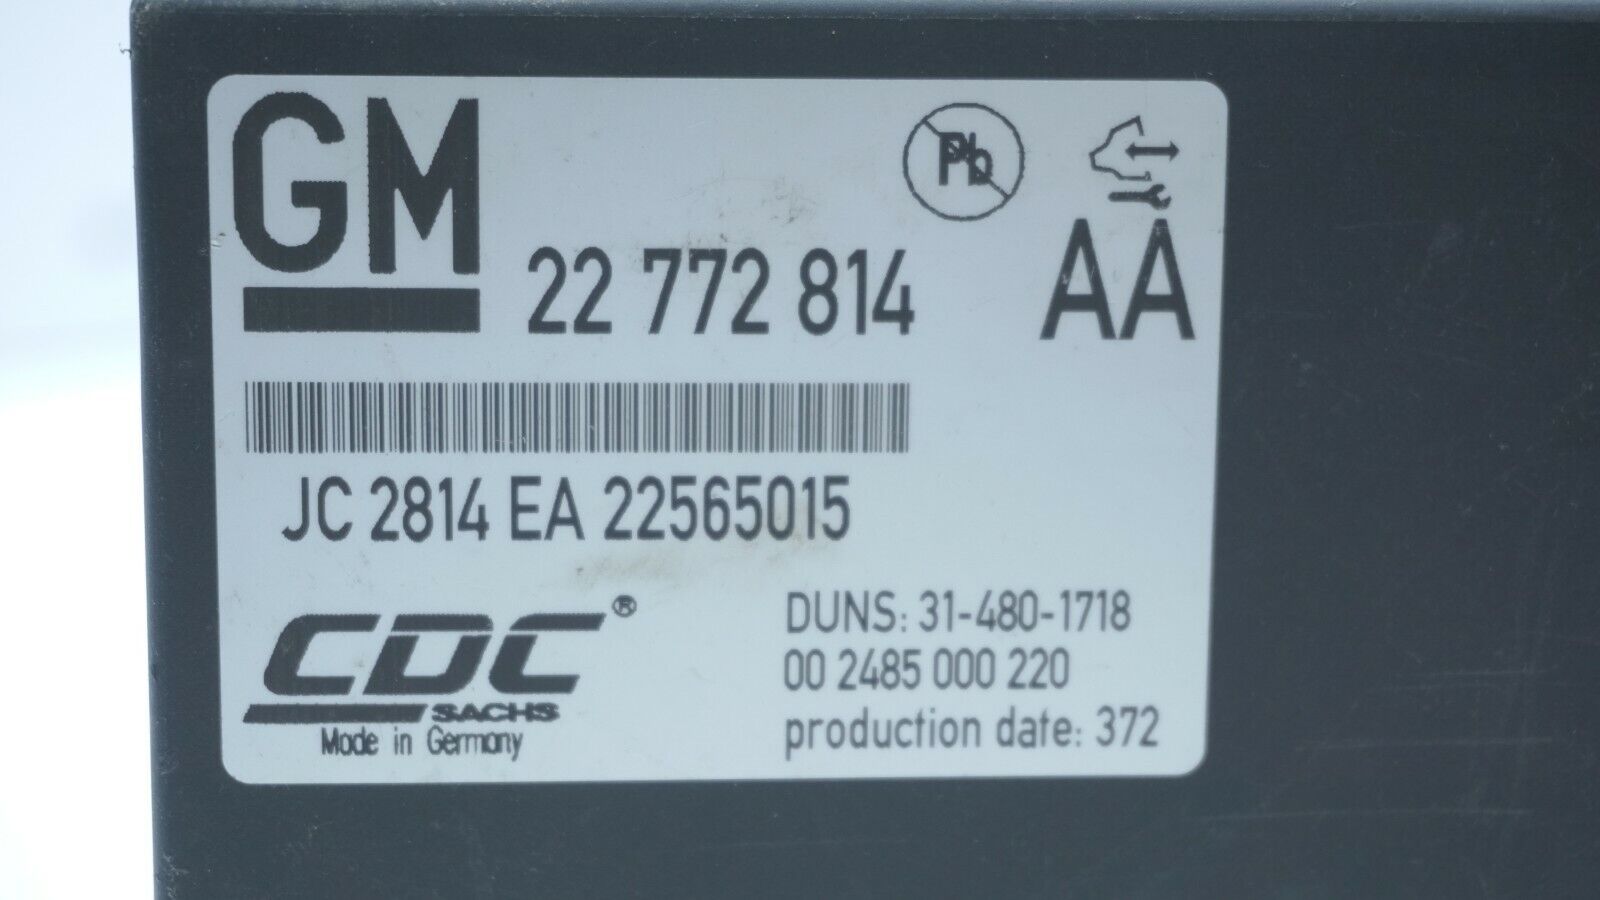 GM
Pb
22 772 814
AA
JC 2814 EA 22565015
CDC®
SACHS
Made in Germany
DUNS: 31-480-1718
00 2485 000 220
production date: 372